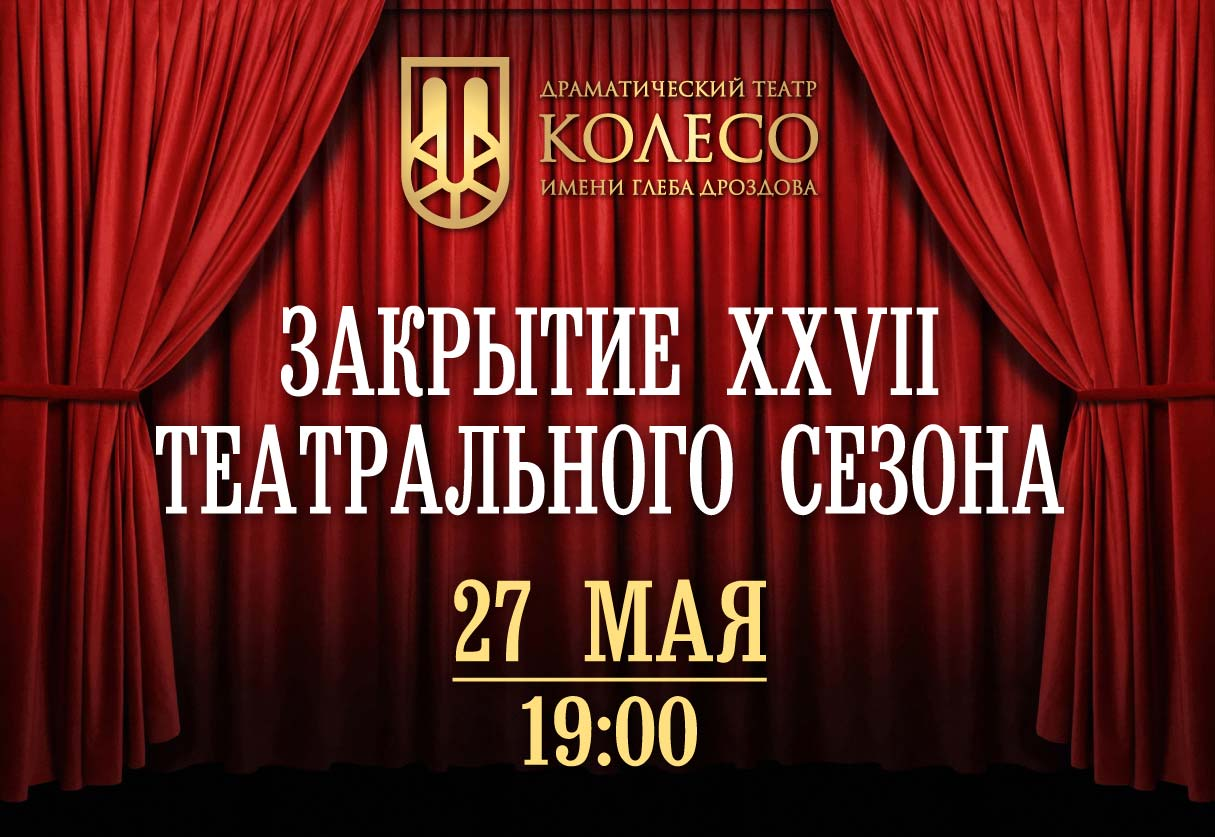 ДРАМАТИЧЕСКИЙ ТЕАТР
КОЛЕСО
ИМЕНИ ГЛЕБА ДРОЗДОВА
ЗАКРЫТИЕ XXVII
ТЕАТРАЛЬНОГО СЕЗОНА
27 МАЯ
19:00